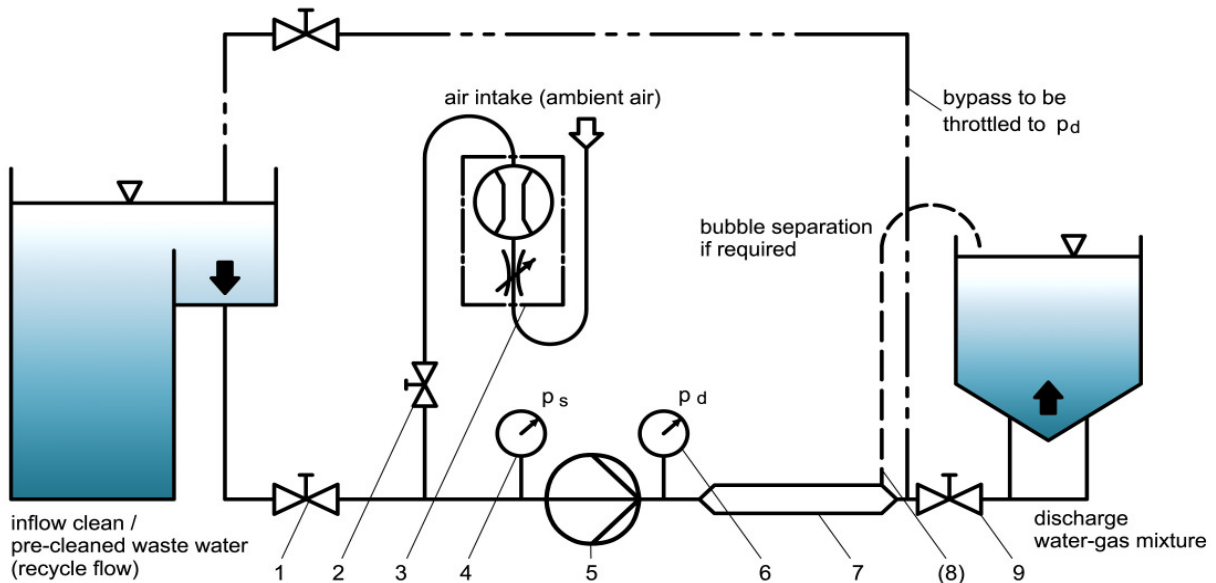 air intake (ambient air)
bypass to be
throttled to pd
bubble separation
if required
ps
pd
inflow clean /
pre-cleaned waste water
(recycle flow)
discharge
water-gas mixture
1 2 3 4 5 6 7 (8) 9